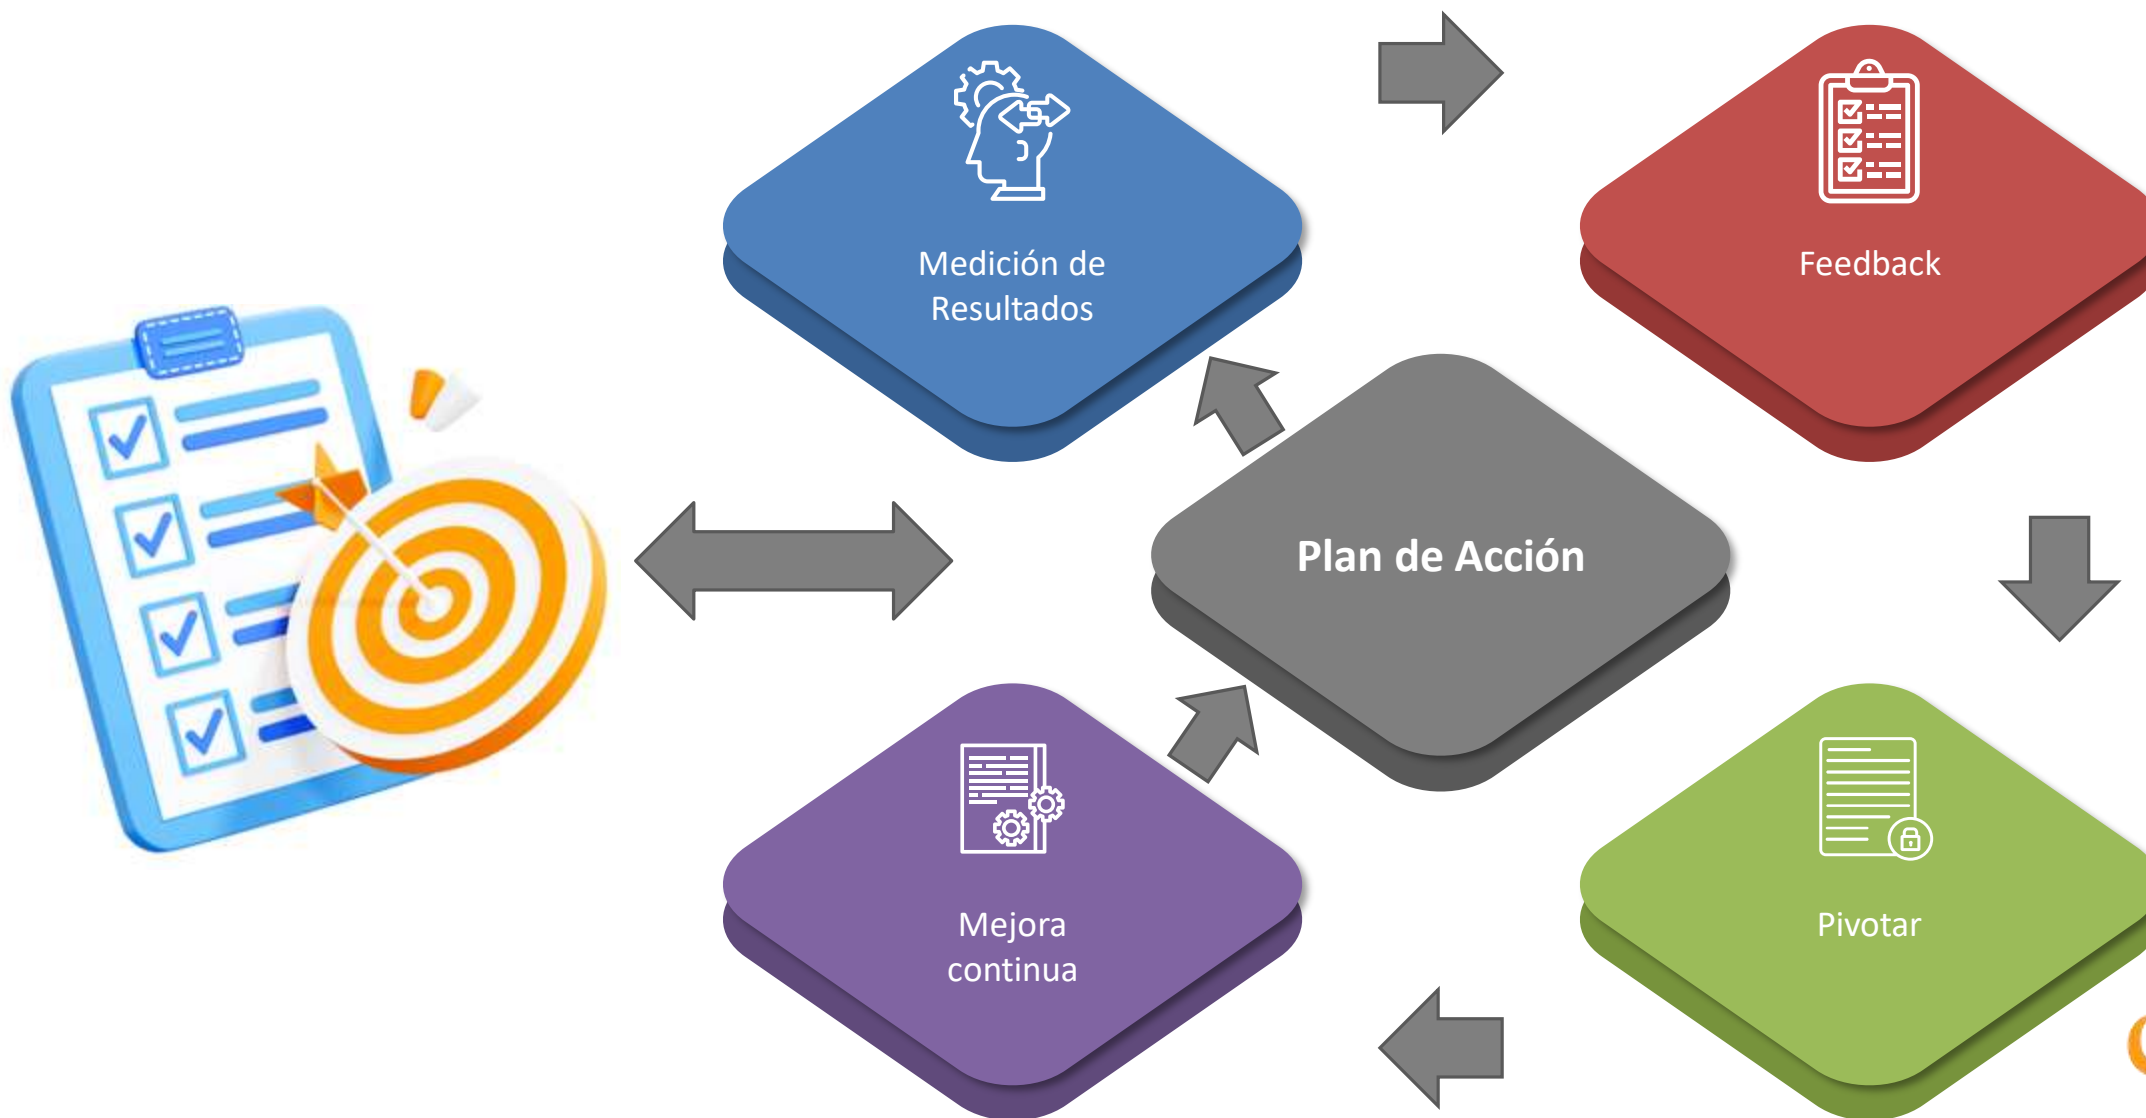 Medición de
Resultados
Feedback
Plan de Acción
Mejora
continua
Pivotar